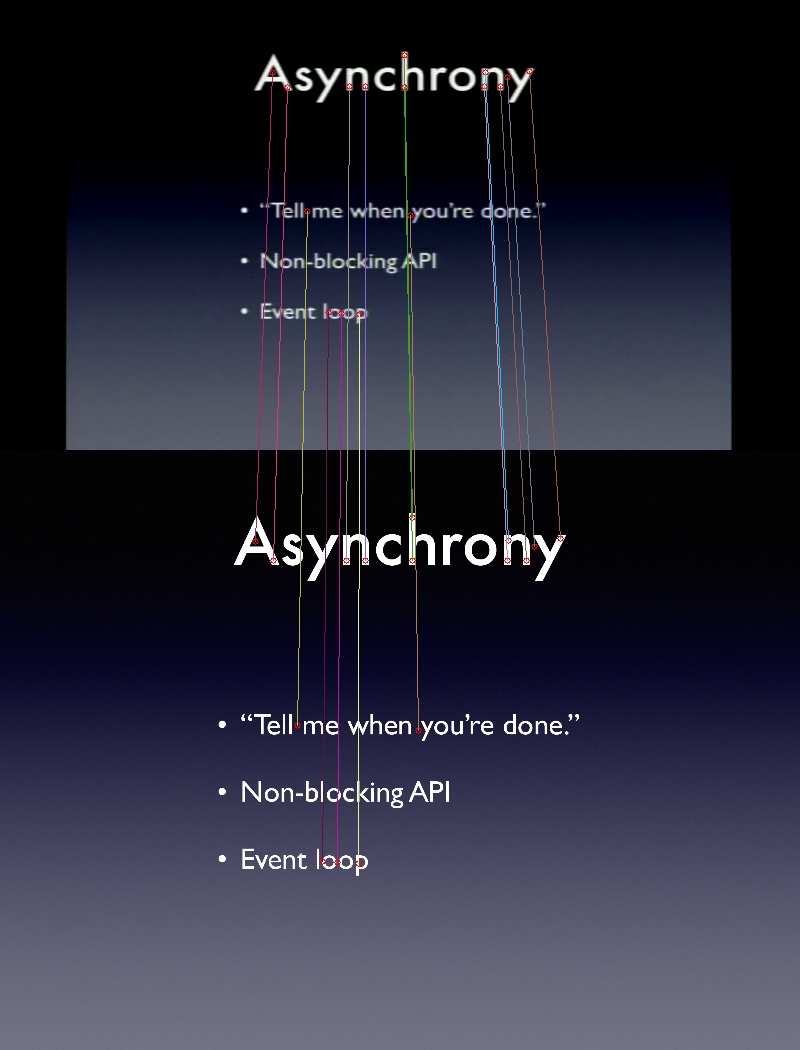 Asynchrony
• “Tell me when you’re done.”
• Non-blocking API
• Event loop
Asynchrony
• “Tell me when you’re done.”
• Non-blocking API
• Event loop